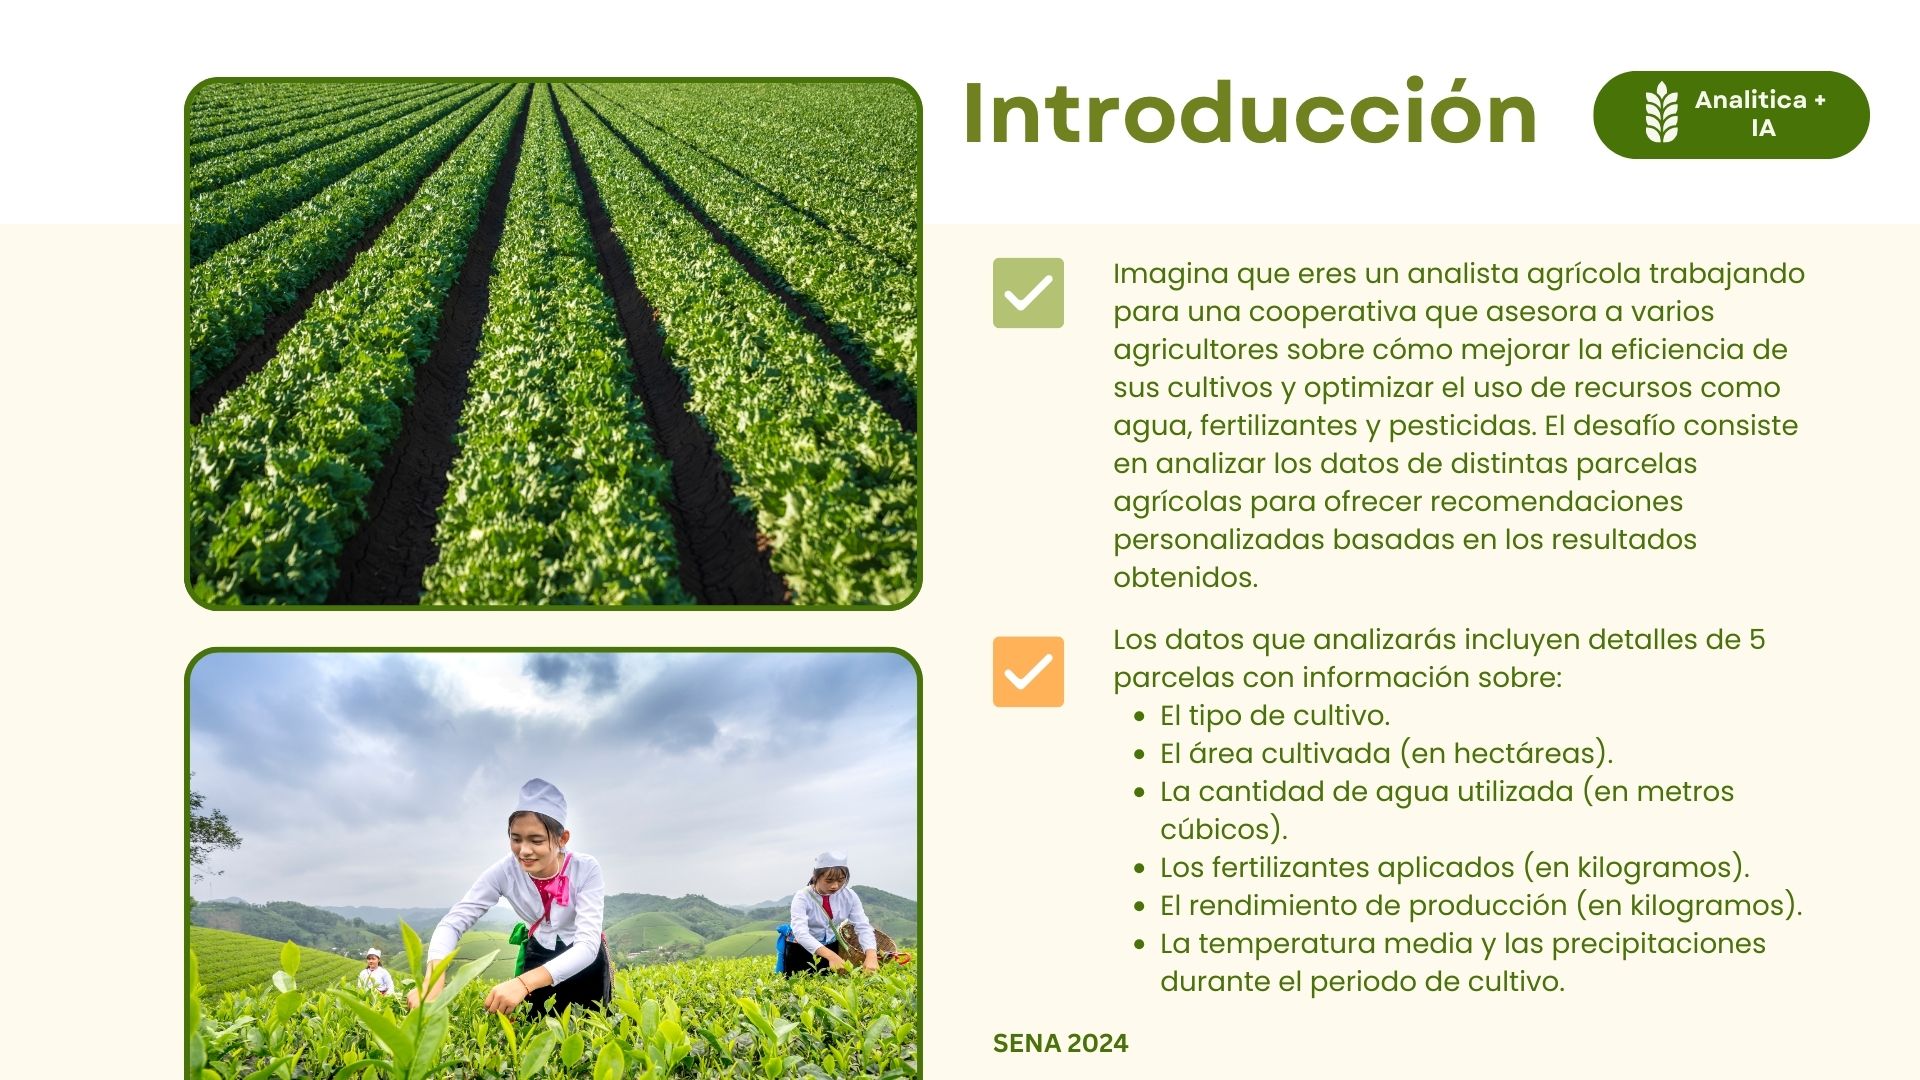 Introducción
Analitica +
IA
Imagina que eres un analista agrícola trabajando
para una cooperativa que asesora a varios
agricultores sobre cómo mejorar la eficiencia de
sus cultivos y optimizar el uso de recursos como
agua, fertilizantes y pesticidas. El desafío consiste
en analizar los datos de distintas parcelas
agrícolas para ofrecer recomendaciones
personalizadas basadas en los resultados
obtenidos.
Los datos que analizarás incluyen detalles de 5
parcelas con información sobre:
• El tipo de cultivo.
• El área cultivada (en hectáreas).
• La cantidad de agua utilizada (en metros
cúbicos).
• Los fertilizantes aplicados (en kilogramos).
• El rendimiento de producción (en kilogramos).
• La temperatura media y las precipitaciones
durante el periodo de cultivo.
SENA 2024